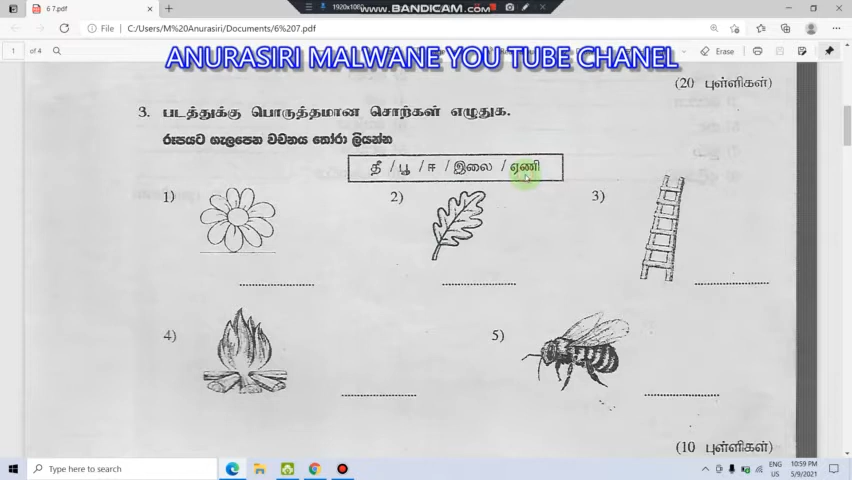 1920x1080
www.BANDICAM.com
6 7.pdf
File
C:/Users/M%20Anurasiri/Documents/6%207.pdf
1 of 4
Erase
ANURASIRI MALWANE YOU TUBE CHANEL
(20 புள்ளிகள்)
3. படத்துக்கு பொருத்தமான சொற்கள் எழுதுக.
රූපයට ගැලපෙන වචනය තෝරා ලියන්න
தீ / பூ / ஈ / இலை / ஏணி
1) 2) 3)
4) 5)
(10 புள்ளிகள்)
Type here to search
ENG 10:59 PM
US 5/9/2021